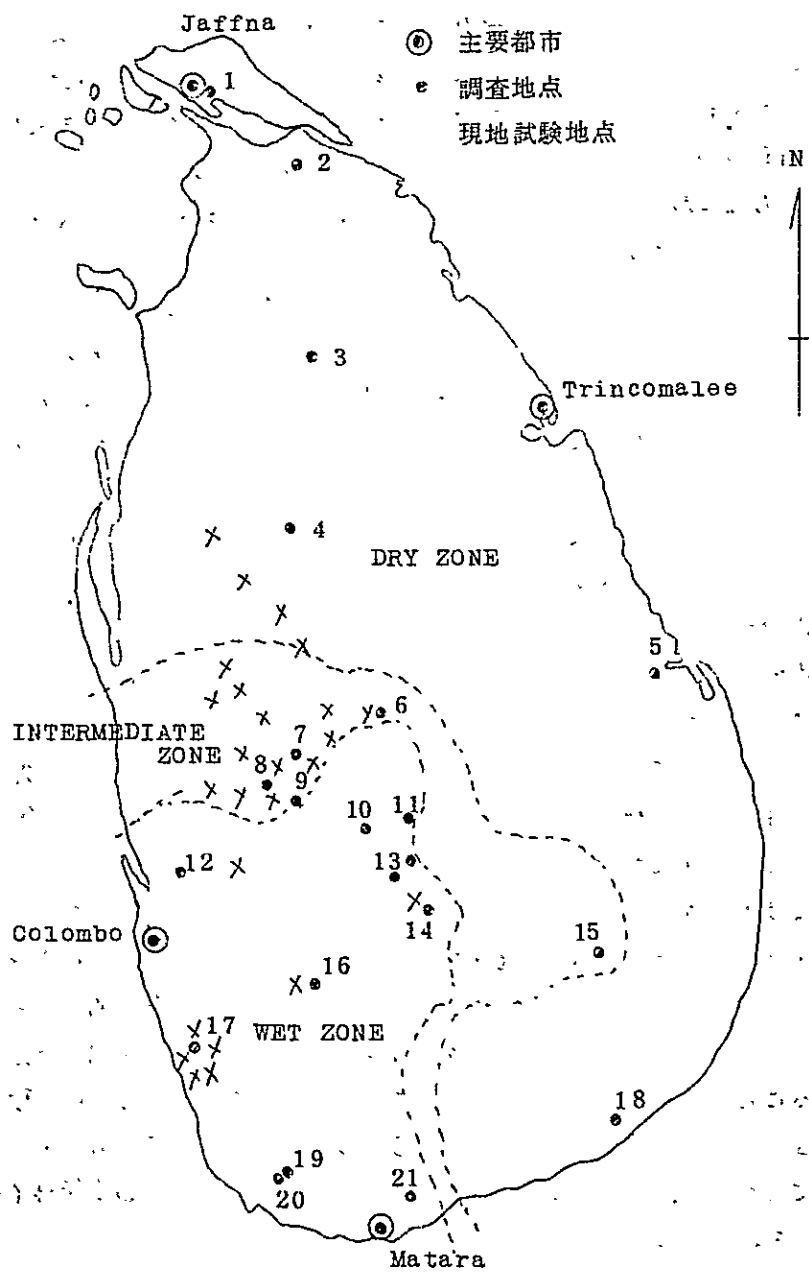 Jaffna
主要都市
1
調査地点
現地試験地点
2
N
3
Trincomalee
4
DRY ZONE
5
6
INTERMEDIATE
ZONE
7
8
9
10
11
12
13
14
Colombo
15
16
17
WET ZONE
18
19
20
21
Matara